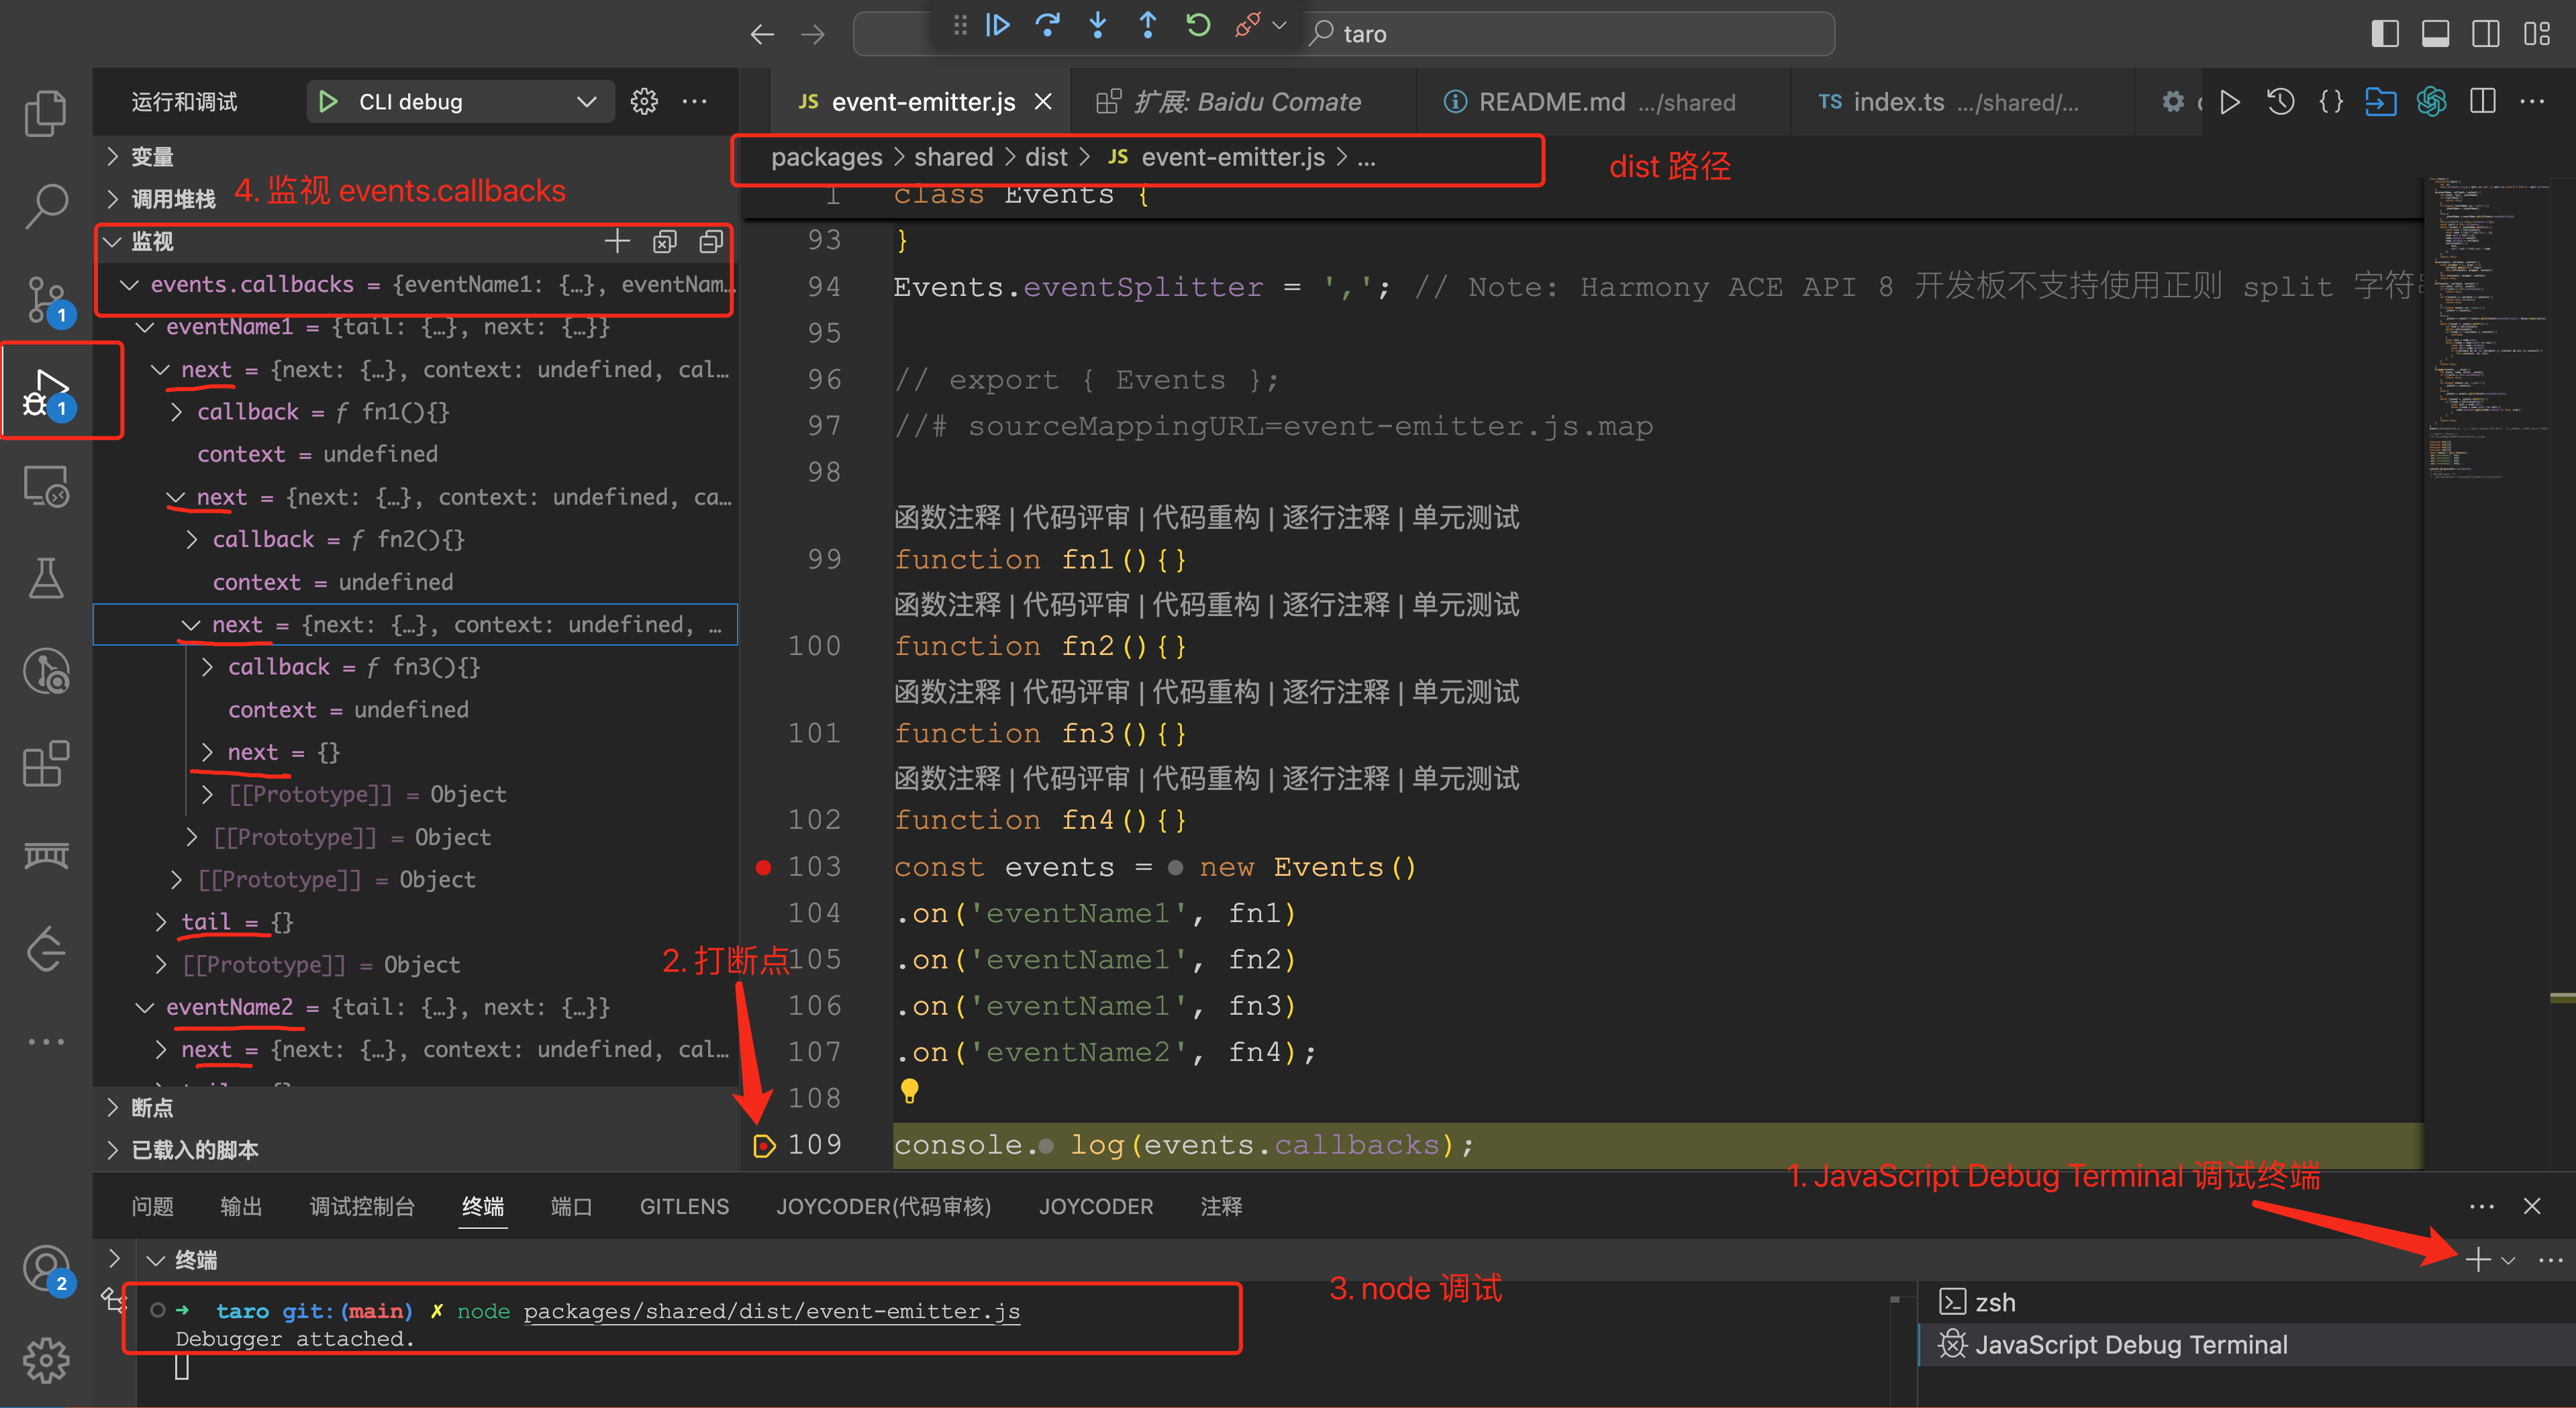 taro
运行和调试
CLI debug
JS event-emitter.js
扩展: Baidu Comate
README.md .../shared
TS index.ts .../shared/...
变量
调用堆栈
4. 监视 events.callbacks
监视
events.callbacks = {eventName1: {…}, eventNam…
eventName1 = {tail: {…}, next: {…}}
next = {next: {…}, context: undefined, cal…
callback = ƒ fn1(){}
context = undefined
next = {next: {…}, context: undefined, ca…
callback = ƒ fn2(){}
context = undefined
next = {next: {…}, context: undefined, …
callback = ƒ fn3(){}
context = undefined
next = {}
[[Prototype]] = Object
[[Prototype]] = Object
[[Prototype]] = Object
tail = {}
[[Prototype]] = Object
eventName2 = {tail: {…}, next: {…}}
next = {next: {…}, context: undefined, cal…
断点
已载入的脚本
1
1
2
packages > shared > dist > JS event-emitter.js > ...
dist 路径
1 class Events {
93 }
94 Events.eventSplitter = ','; // Note: Harmony ACE API 8 开发板不支持使用正则 split 字符
95
96 // export { Events };
97 //# sourceMappingURL=event-emitter.js.map
98
函数注释 | 代码评审 | 代码重构 | 逐行注释 | 单元测试
99 function fn1(){}
函数注释 | 代码评审 | 代码重构 | 逐行注释 | 单元测试
100 function fn2(){}
函数注释 | 代码评审 | 代码重构 | 逐行注释 | 单元测试
101 function fn3(){}
函数注释 | 代码评审 | 代码重构 | 逐行注释 | 单元测试
102 function fn4(){}
103 const events = new Events()
104 .on('eventName1', fn1)
2. 打断点
105 .on('eventName1', fn2)
106 .on('eventName1', fn3)
107 .on('eventName2', fn4);
108
109 console.log(events.callbacks);
1. JavaScript Debug Terminal 调试终端
问题 输出 调试控制台 终端 端口 GITLENS JOYCODER(代码审核) JOYCODER 注释
终端
3. node 调试
➜ taro git:(main) ✗ node packages/shared/dist/event-emitter.js
Debugger attached.
zsh
JavaScript Debug Terminal